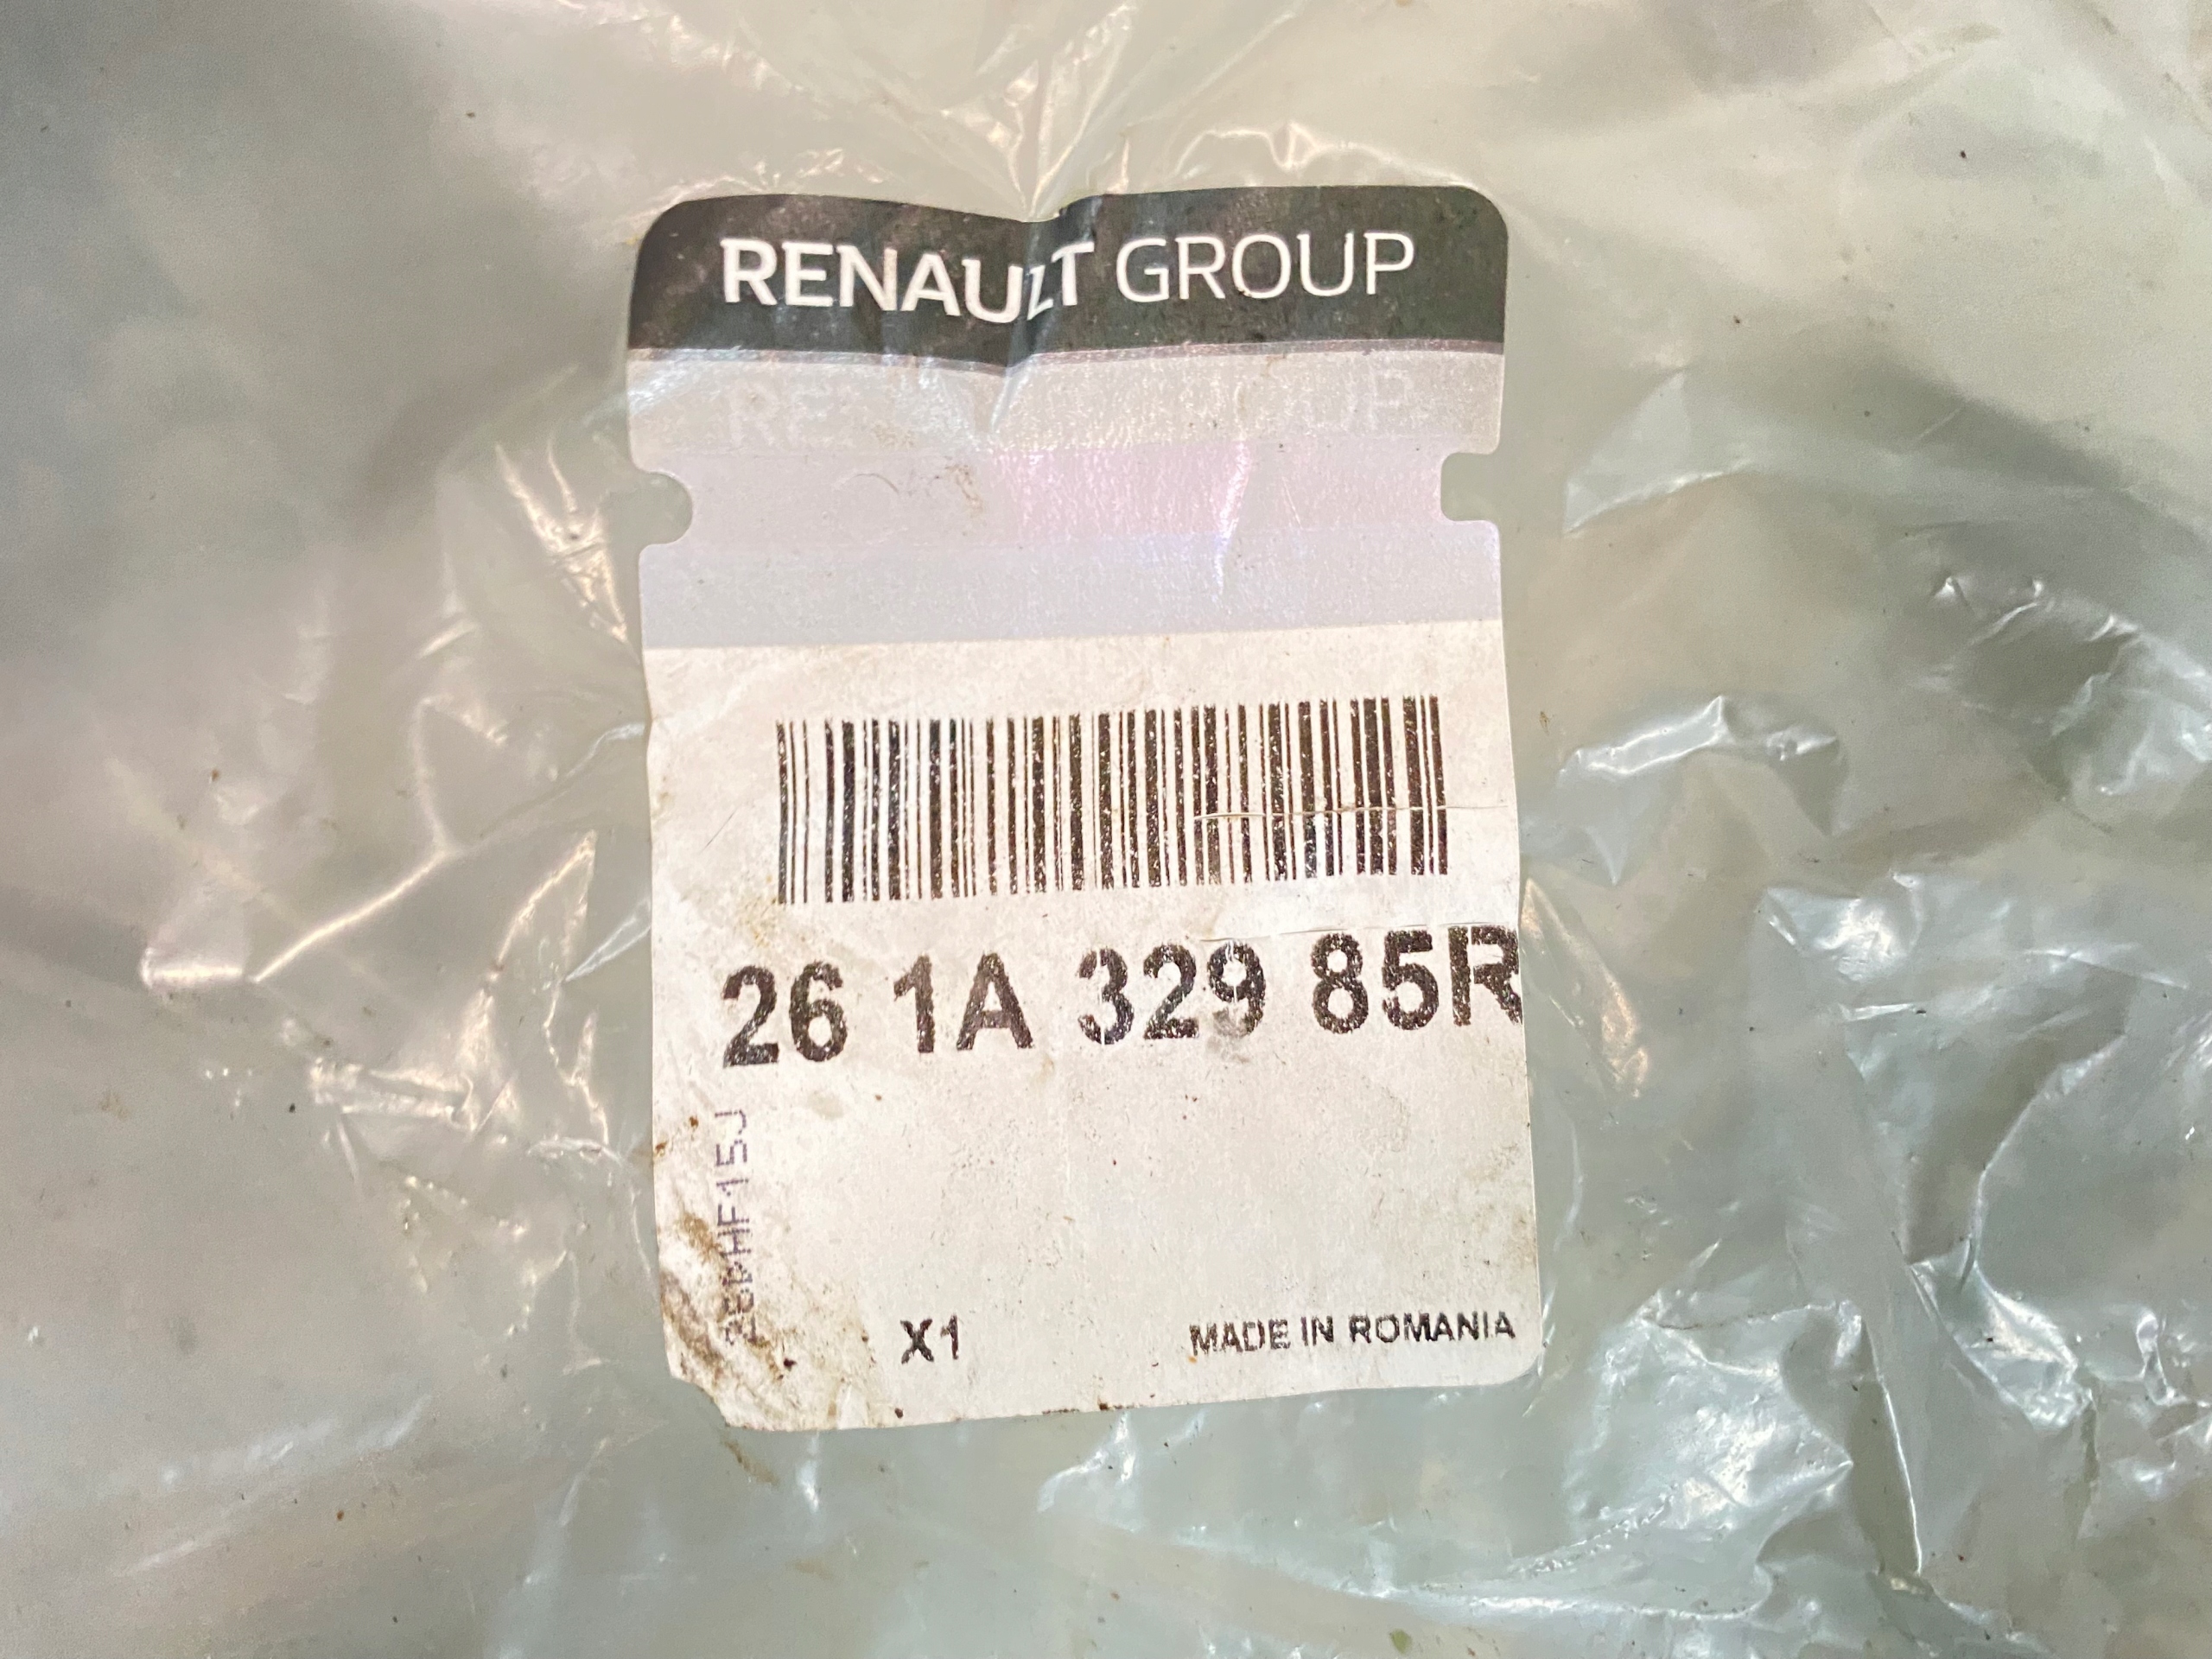 RENAULT GROUP
26 1A 329 85R
X1
MADE IN ROMANIA